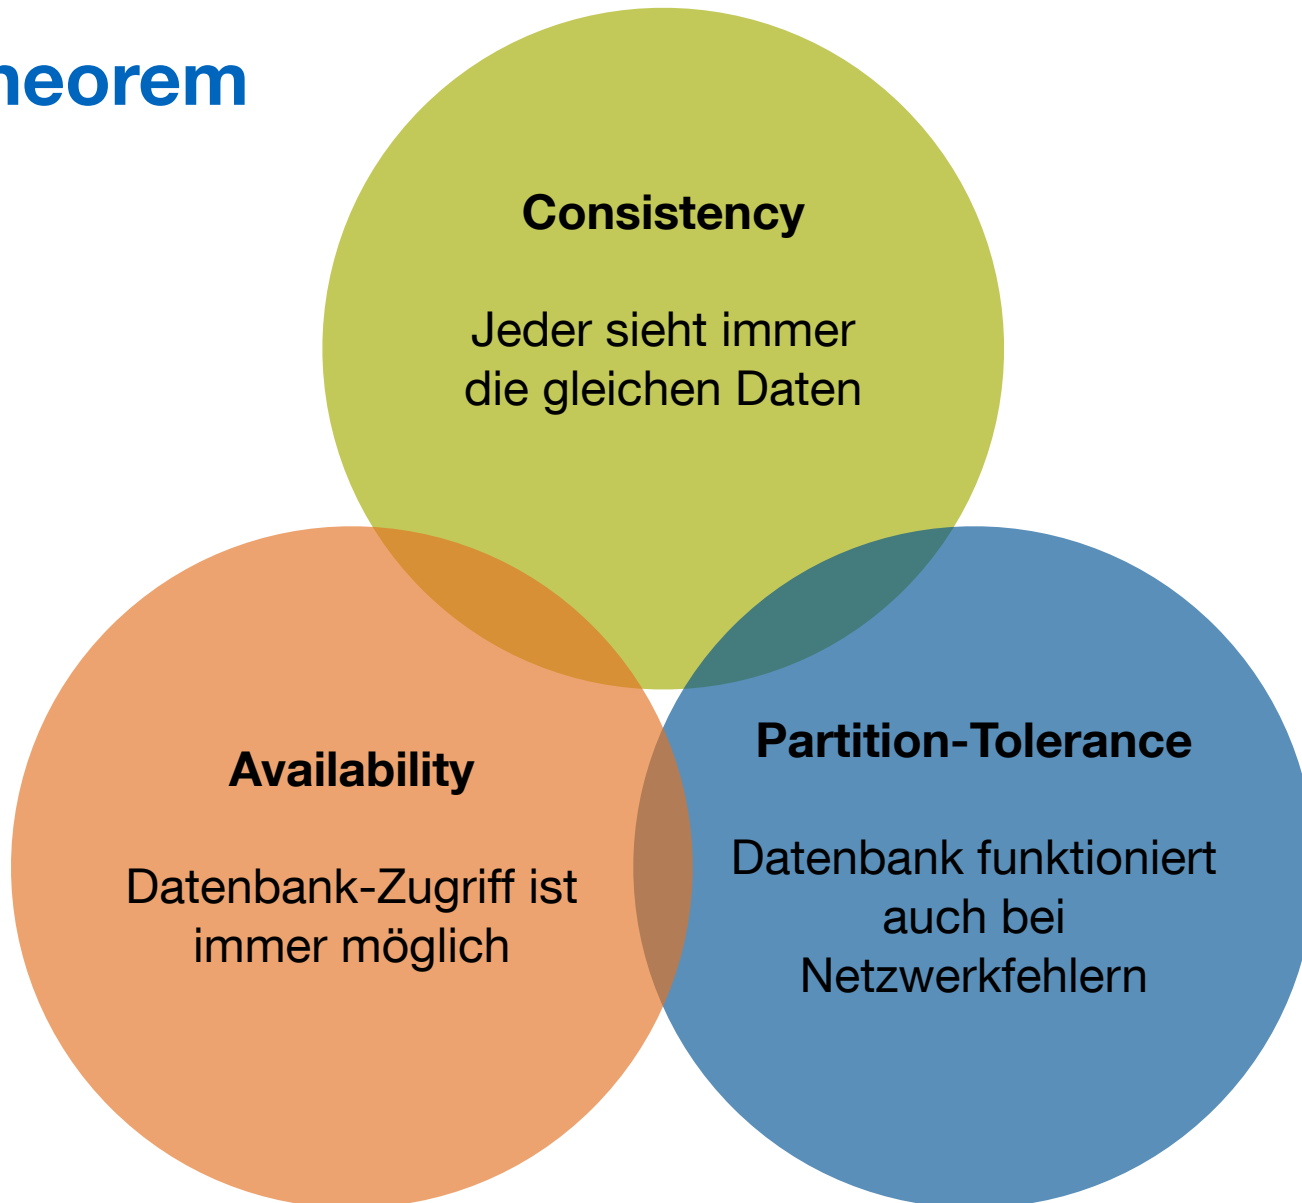 heorem
Consistency
Jeder sieht immer
die gleichen Daten
Availability
Datenbank-Zugriff ist
immer möglich
Partition-Tolerance
Datenbank funktioniert
auch bei
Netzwerkfehlern